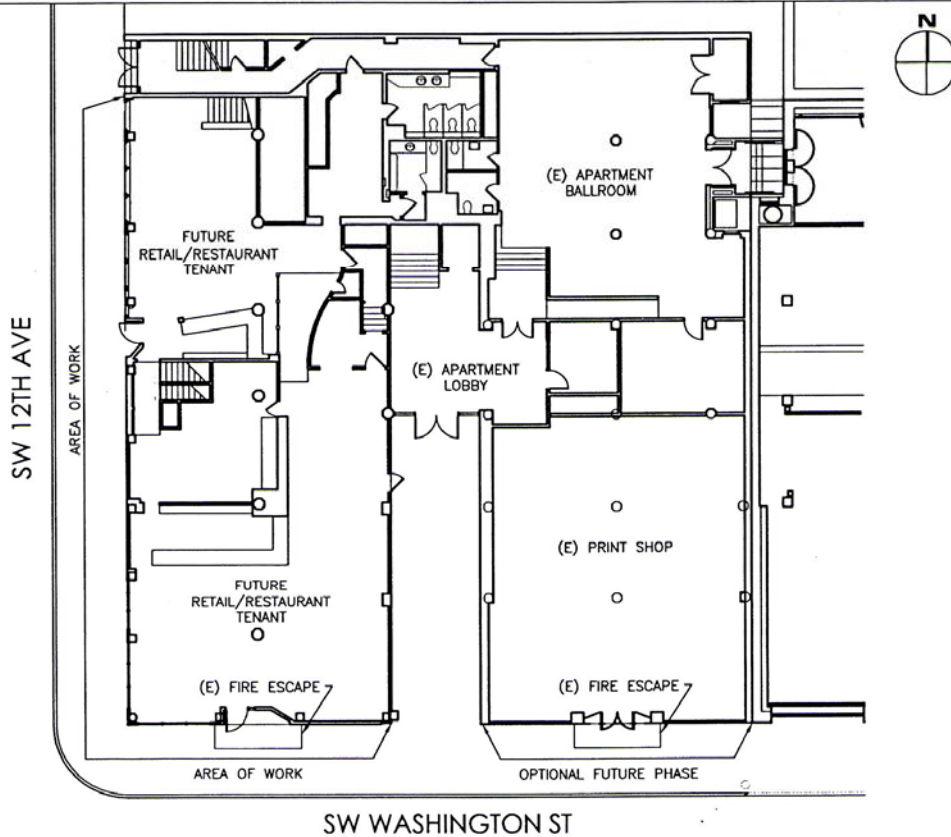 N
(E) APARTMENT
BALLROOM
FUTURE
RETAIL/RESTAURANT
TENANT
SW 12TH AVE
AREA OF WORK
(E) APARTMENT
LOBBY
(E) PRINT SHOP
FUTURE
RETAIL/RESTAURANT
TENANT
(E) FIRE ESCAPE
(E) FIRE ESCAPE
AREA OF WORK
OPTIONAL FUTURE PHASE
SW WASHINGTON ST